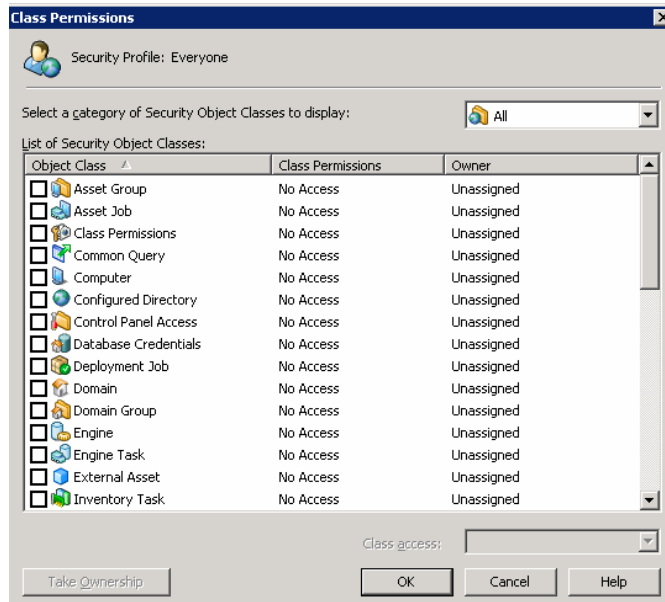 Class Permissions
Security Profile: Everyone
Select a category of Security Object Classes to display:
All
List of Security Object Classes:
Object Class Class Permissions Owner
Asset Group No Access Unassigned
Asset Job No Access Unassigned
Class Permissions No Access Unassigned
Common Query No Access Unassigned
Computer No Access Unassigned
Configured Directory No Access Unassigned
Control Panel Access No Access Unassigned
Database Credentials No Access Unassigned
Deployment Job No Access Unassigned
Domain No Access Unassigned
Domain Group No Access Unassigned
Engine No Access Unassigned
Engine Task No Access Unassigned
External Asset No Access Unassigned
Inventory Task No Access Unassigned
Class access:
Take Ownership OK Cancel Help